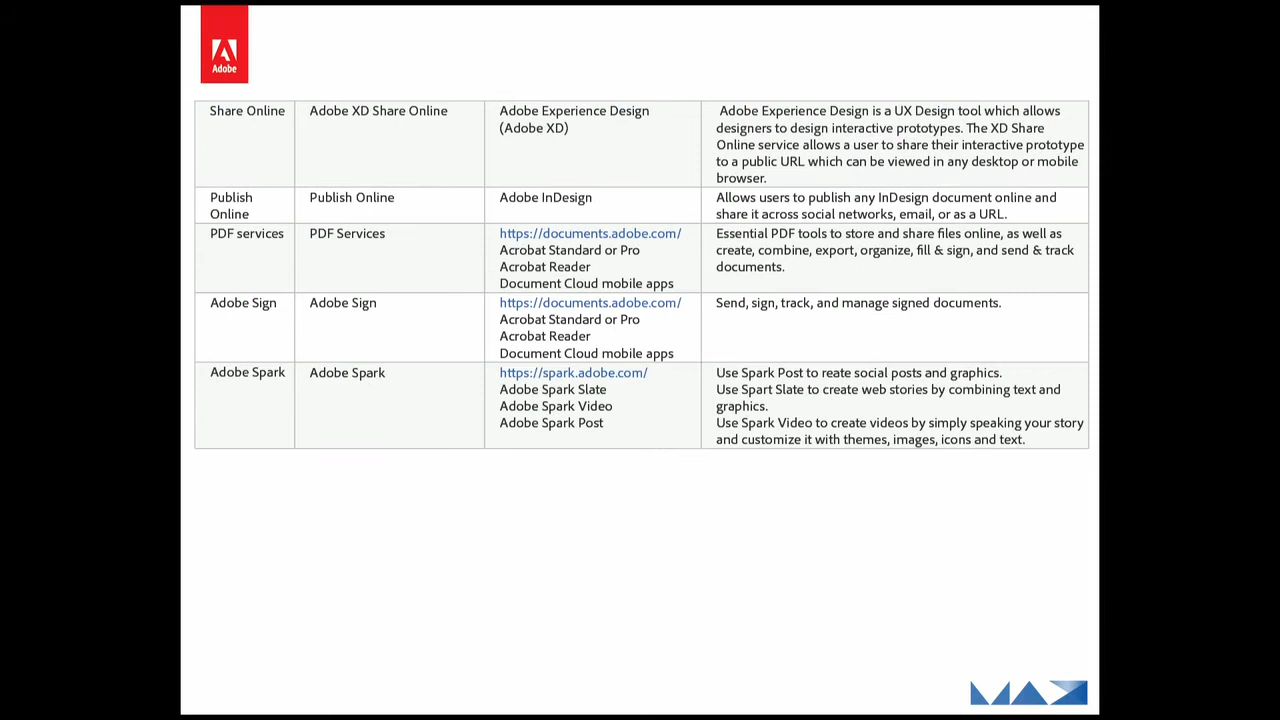 Adobe
Share Online
Adobe XD Share Online
Adobe Experience Design
(Adobe XD)
Adobe Experience Design is a UX Design tool which allows
designers to design interactive prototypes. The XD Share
Online service allows a user to share their interactive prototype
to a public URL which can be viewed in any desktop or mobile
browser.
Publish
Online
Publish Online
Adobe InDesign
Allows users to publish any InDesign document online and
share it across social networks, email, or as a URL.
PDF services
PDF Services
https://documents.adobe.com/
Acrobat Standard or Pro
Acrobat Reader
Document Cloud mobile apps
Essential PDF tools to store and share files online, as well as
create, combine, export, organize, fill & sign, and send & track
documents.
Adobe Sign
Adobe Sign
https://documents.adobe.com/
Acrobat Standard or Pro
Acrobat Reader
Document Cloud mobile apps
Send, sign, track, and manage signed documents.
Adobe Spark
Adobe Spark
https://spark.adobe.com/
Adobe Spark Slate
Adobe Spark Video
Adobe Spark Post
Use Spark Post to reate social posts and graphics.
Use Spart Slate to create web stories by combining text and
graphics.
Use Spark Video to create videos by simply speaking your story
and customize it with themes, images, icons and text.
MAX